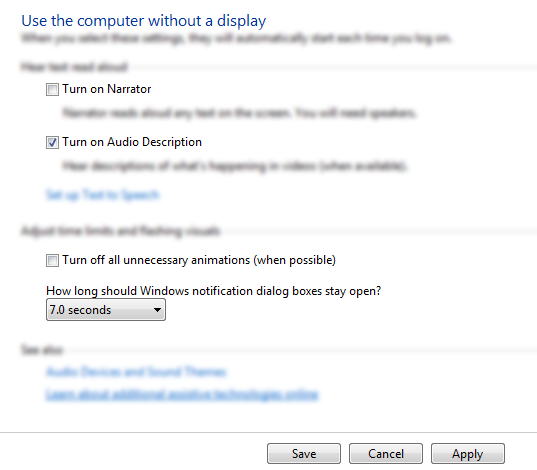 Use the computer without a display
When you select these settings, they will automatically start each time you log on.
Hear text read aloud
Turn on Narrator
Narrator reads aloud any text on the screen. You will need speakers.
Turn on Audio Description
Hear descriptions of what's happening in videos (when available).
Set up Text to Speech
Adjust time limits and flashing visuals
Turn off all unnecessary animations (when possible)
How long should Windows notification dialog boxes stay open?
7.0 seconds
See also
Audio Devices and Sound Themes
Learn about additional assistive technologies online
Save Cancel Apply